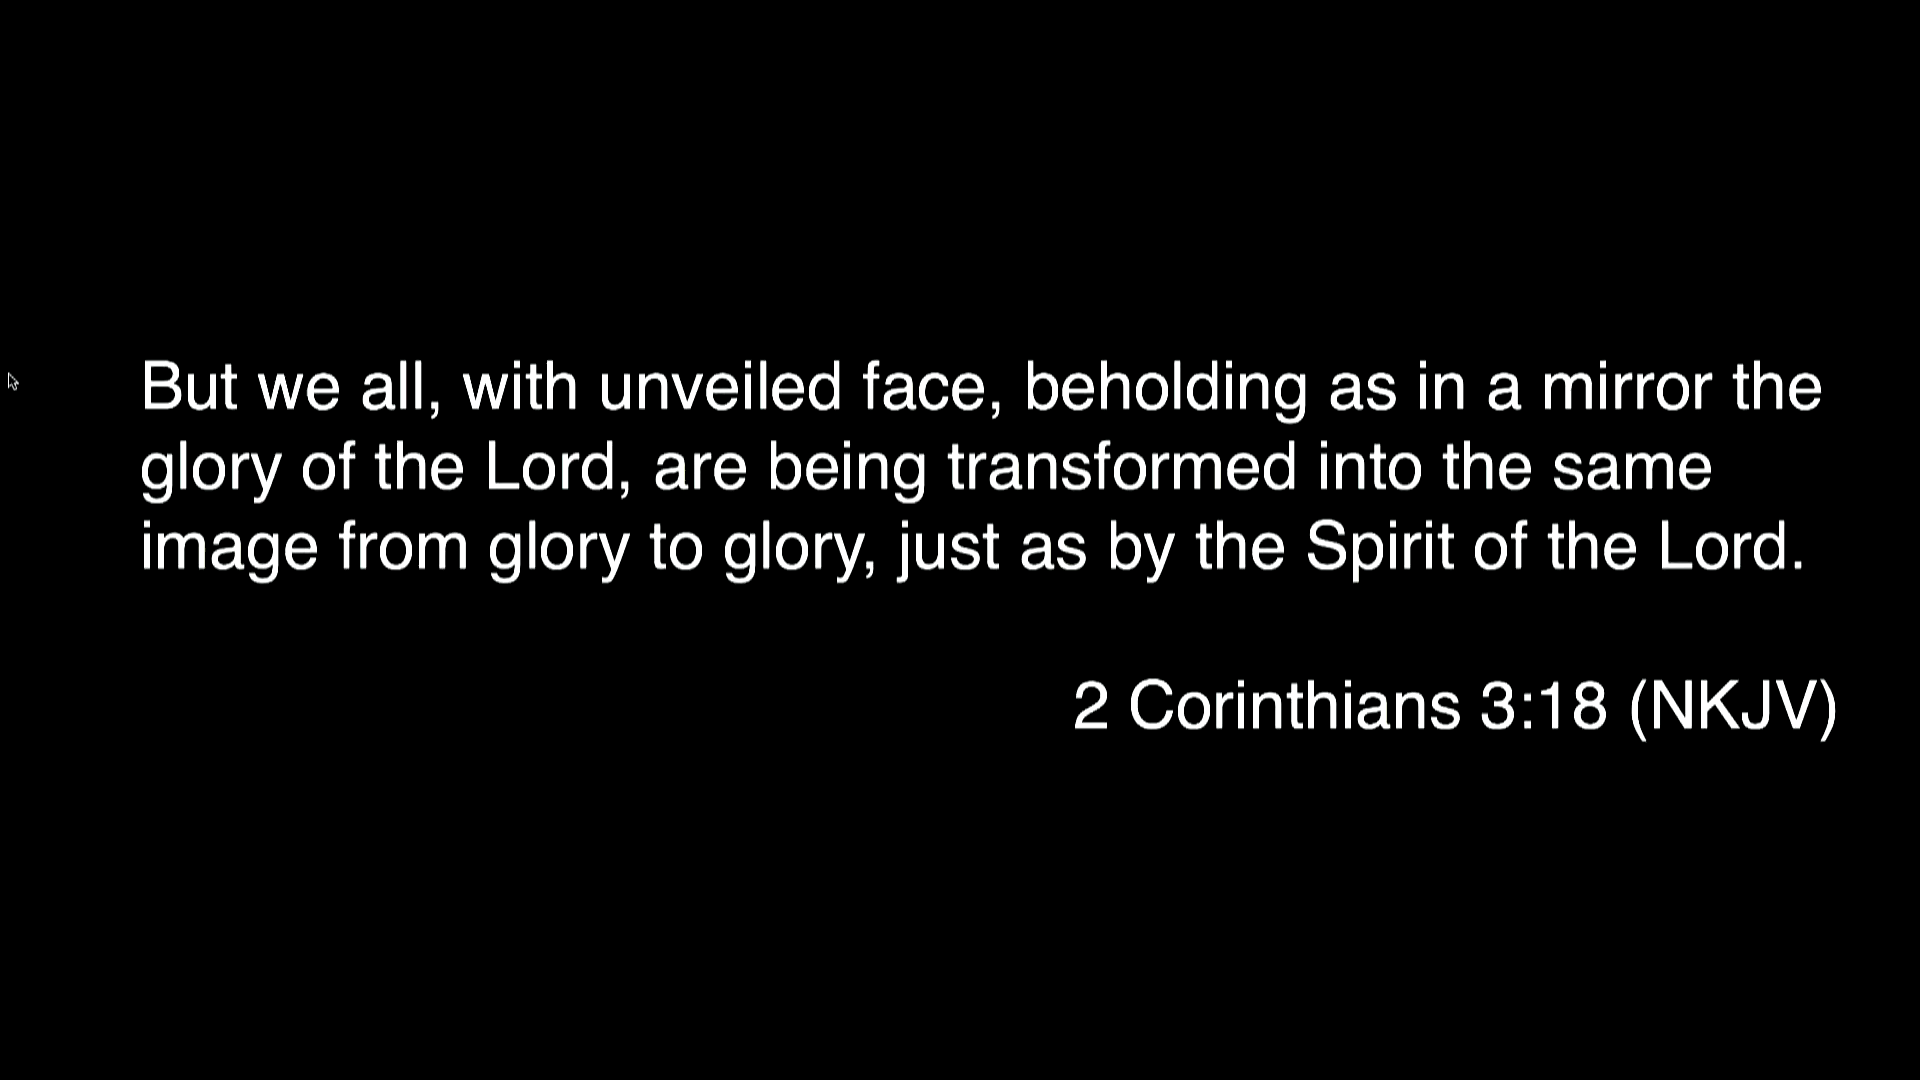 But we all, with unveiled face, beholding as in a mirror the
glory of the Lord, are being transformed into the same
image from glory to glory, just as by the Spirit of the Lord.
2 Corinthians 3:18 (NKJV)